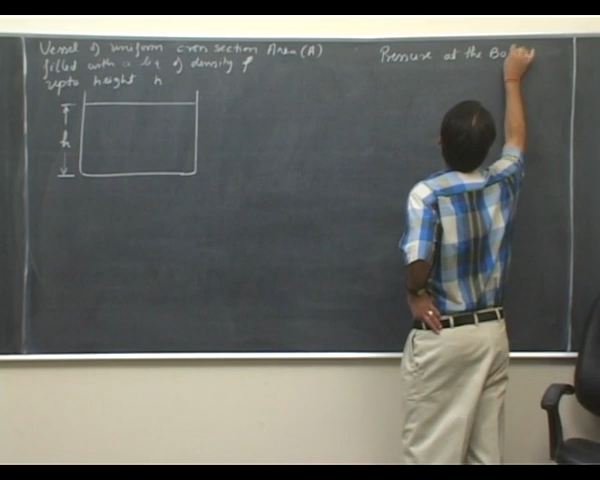 Vessel of uniform cross section Area (A)
filled with a liq of density ρ
upto height h
h
Pressure at the Bo